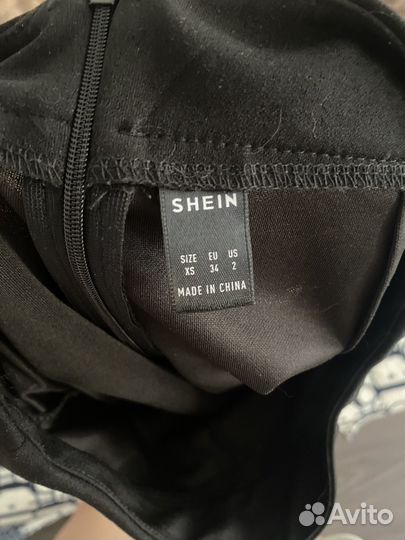 SHEIN
SIZE EU US
XS 34 2
MADE IN CHINA
Avito